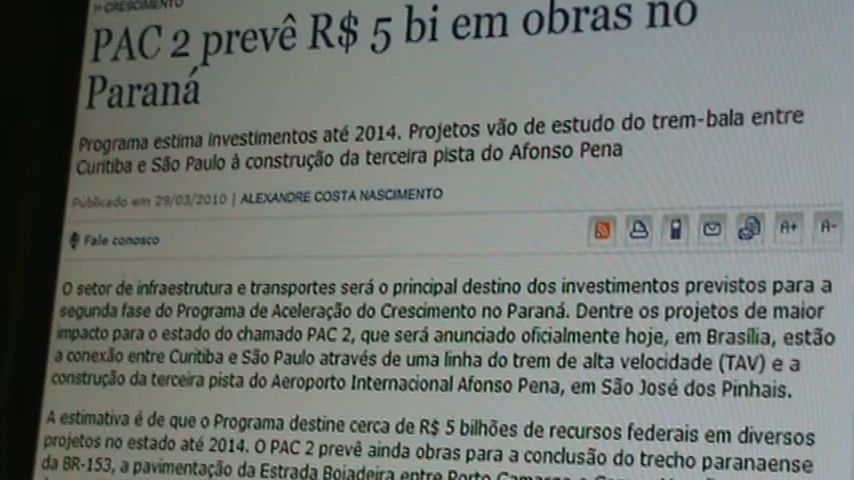 » CRESCIMENTO
PAC 2 prevê R$ 5 bi em obras no
Paraná
Programa estima investimentos até 2014. Projetos vão de estudo do trem-bala entre
Curitiba e São Paulo à construção da terceira pista do Afonso Pena
Publicado em 29/03/2010 | ALEXANDRE COSTA NASCIMENTO
Fale conosco
A+ A-
O setor de infraestrutura e transportes será o principal destino dos investimentos previstos para a
segunda fase do Programa de Aceleração do Crescimento no Paraná. Dentre os projetos de maior
impacto para o estado do chamado PAC 2, que será anunciado oficialmente hoje, em Brasília, estão
a conexão entre Curitiba e São Paulo através de uma linha do trem de alta velocidade (TAV) e a
construção da terceira pista do Aeroporto Internacional Afonso Pena, em São José dos Pinhais.
A estimativa é de que o Programa destine cerca de R$ 5 bilhões de recursos federais em diversos
projetos no estado até 2014. O PAC 2 prevê ainda obras para a conclusão do trecho paranaense
da BR-153, a pavimentação da Estrada Boiadeira entre Porto Camargo e